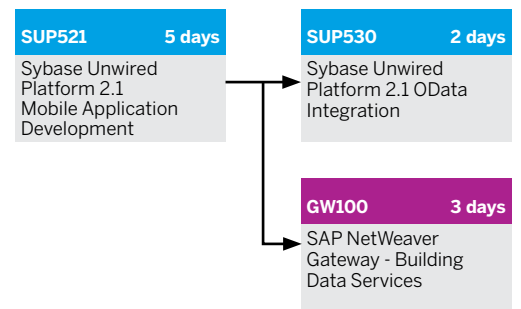 SUP521 5 days
Sybase Unwired
Platform 2.1
Mobile Application
Development
SUP530 2 days
Sybase Unwired
Platform 2.1 OData
Integration
GW100 3 days
SAP NetWeaver
Gateway - Building
Data Services